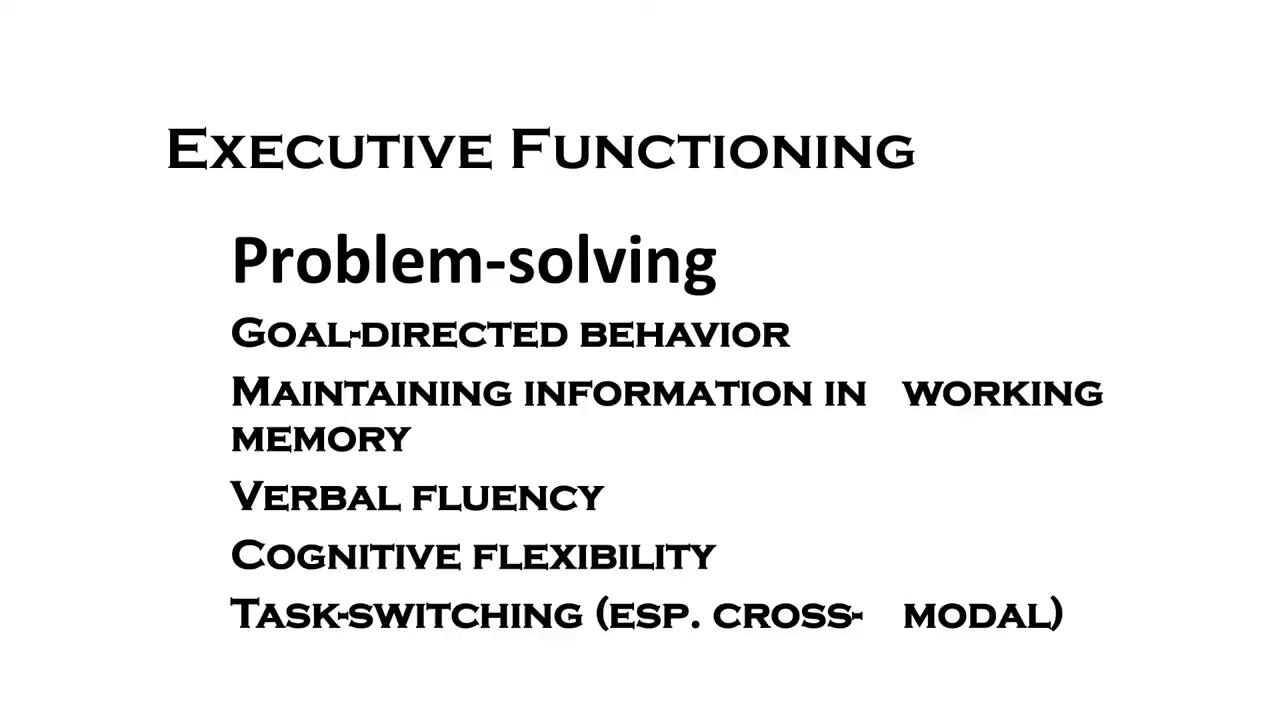 Executive Functioning
Problem-solving
Goal-directed behavior
Maintaining information in working
memory
Verbal fluency
Cognitive flexibility
Task-switching (esp. cross- modal)